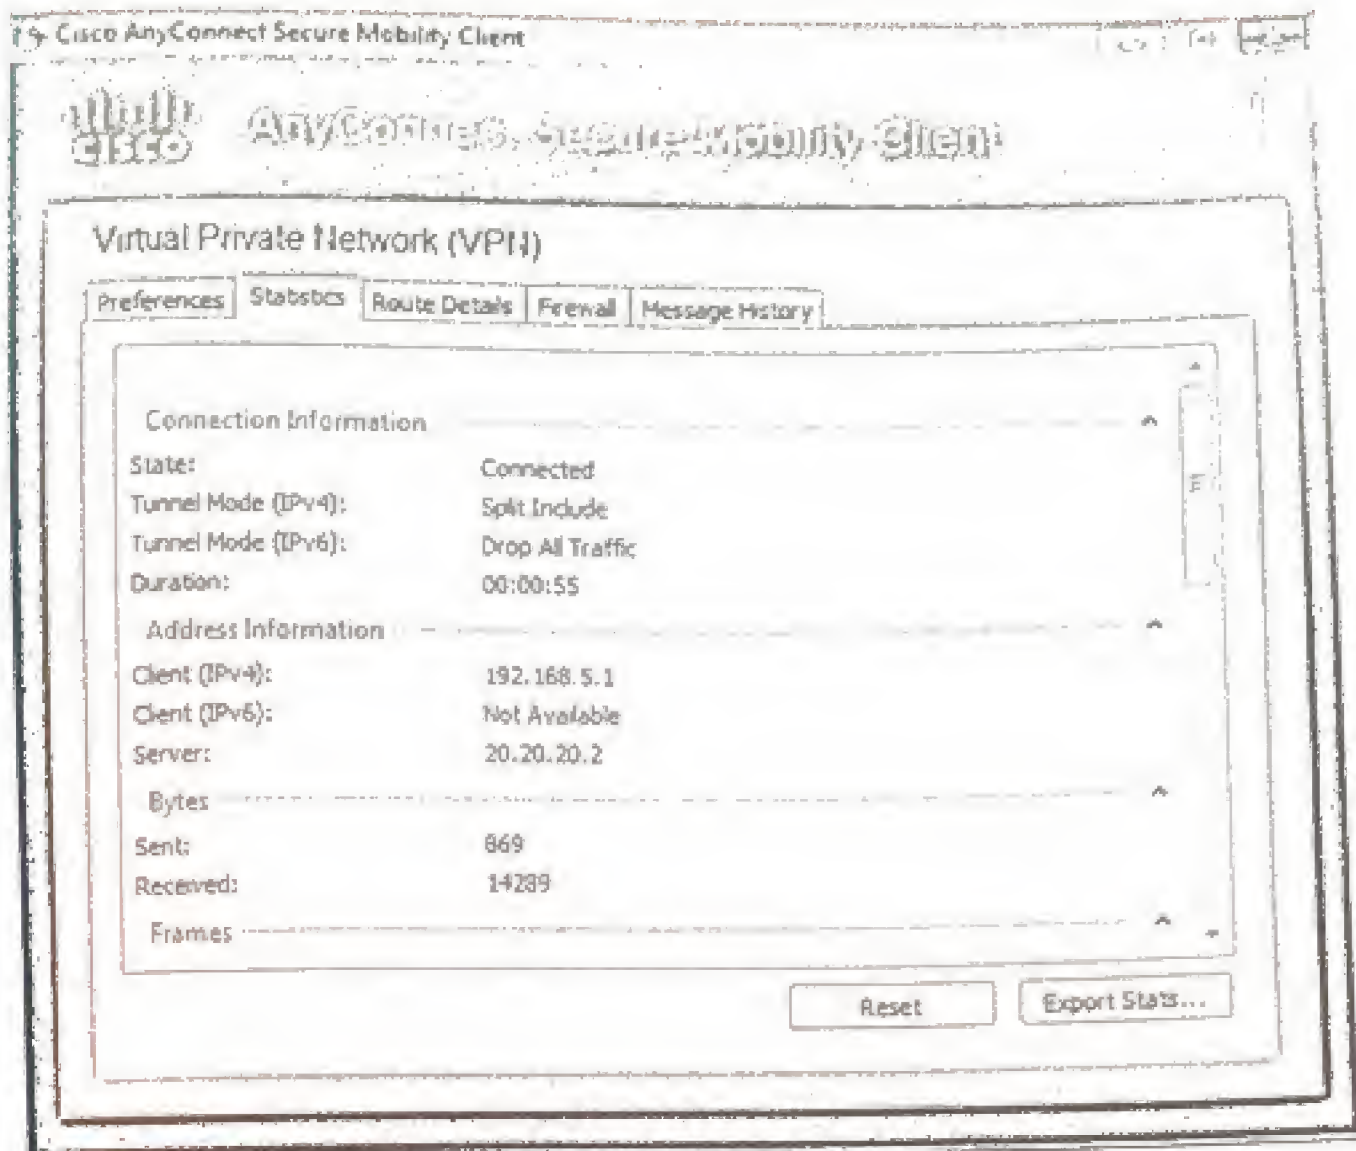 Cisco AnyConnect Secure Mobility Client
CISCO
AnyConnect Secure Mobility Client
Virtual Private Network (VPN)
Preferences Statistics Route Details Firewall Message History
Connection Information
State: Connected
Tunnel Mode (IPv4): Split Include
Tunnel Mode (IPv6): Drop All Traffic
Duration: 00:00:55
Address Information
Client (IPv4): 192.168.5.1
Client (IPv6): Not Available
Server: 20.20.20.2
Bytes
Sent: 869
Received: 14289
Frames
Reset Export Stats...